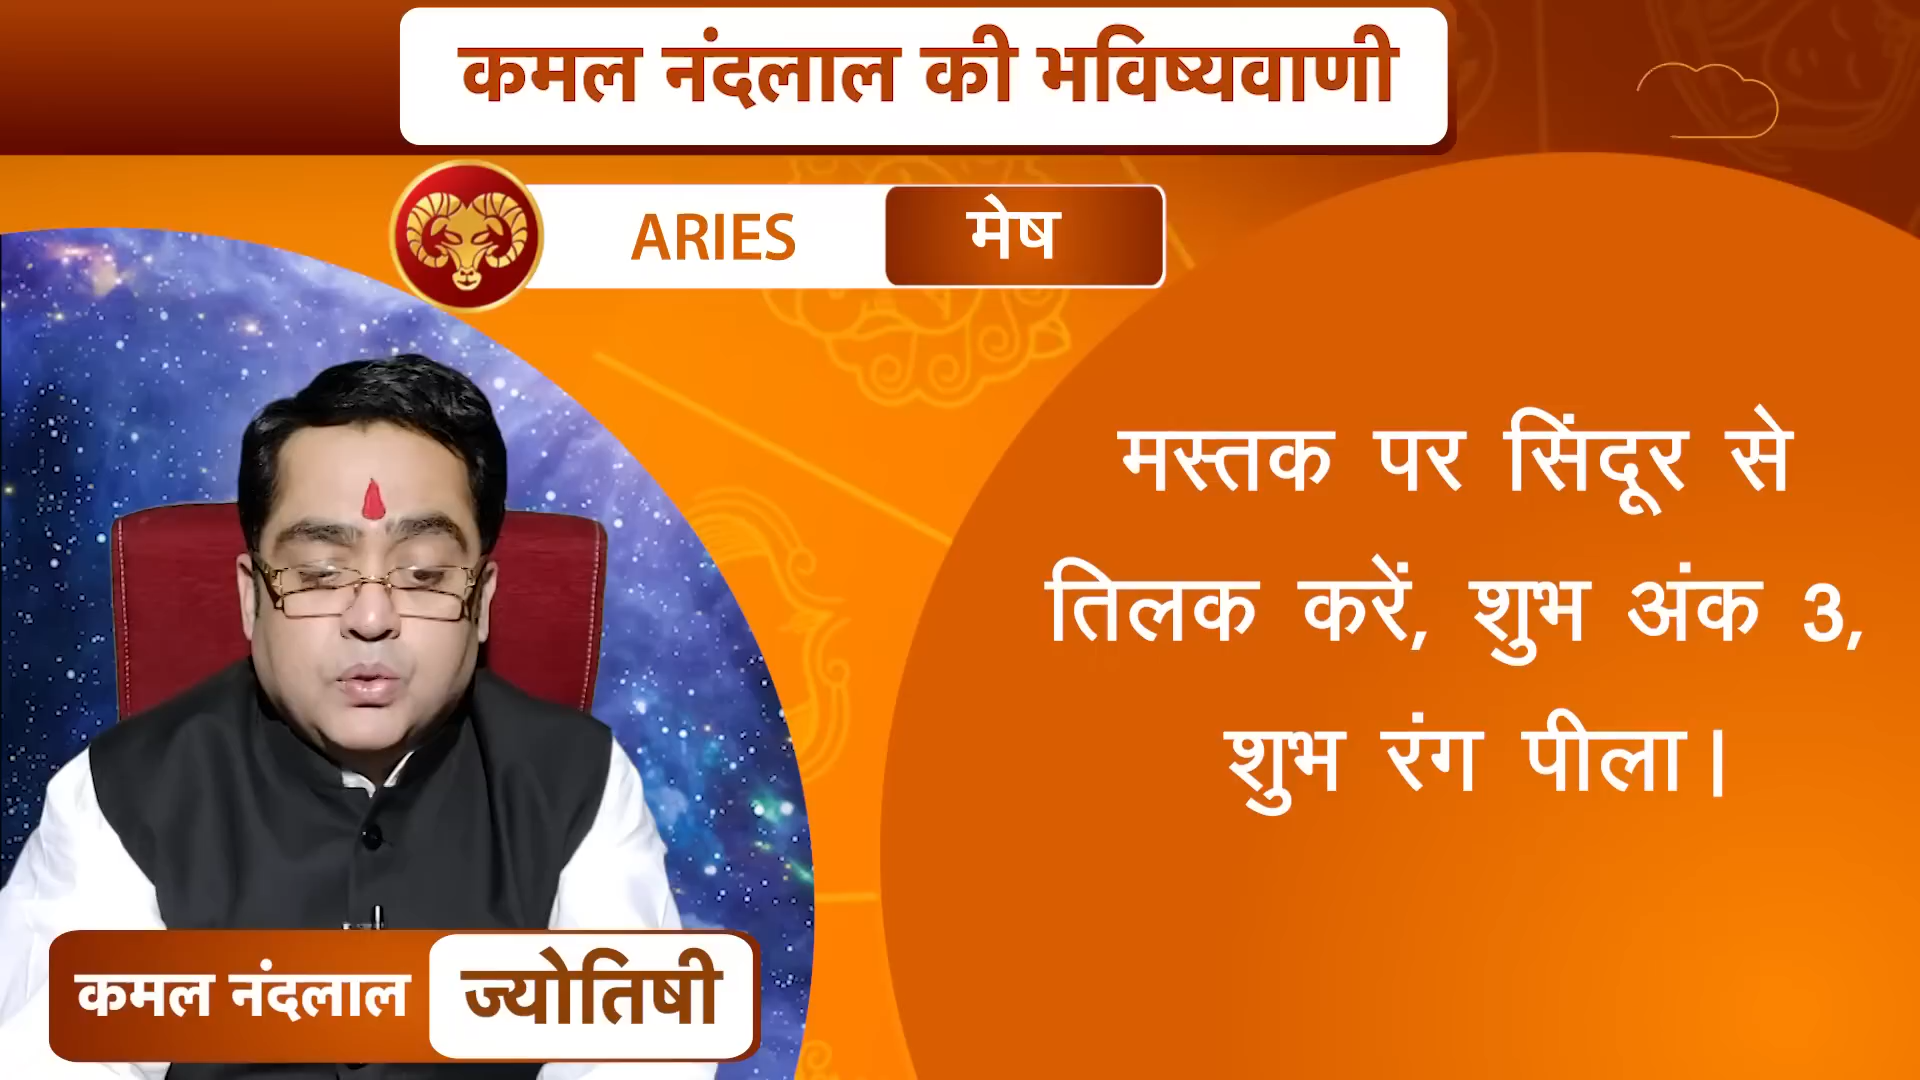 कमल नंदलाल की भविष्यवाणी
ARIES मेष
मस्तक पर सिंदूर से
तिलक करें, शुभ अंक 3,
शुभ रंग पीला।
कमल नंदलाल ज्योतिषी